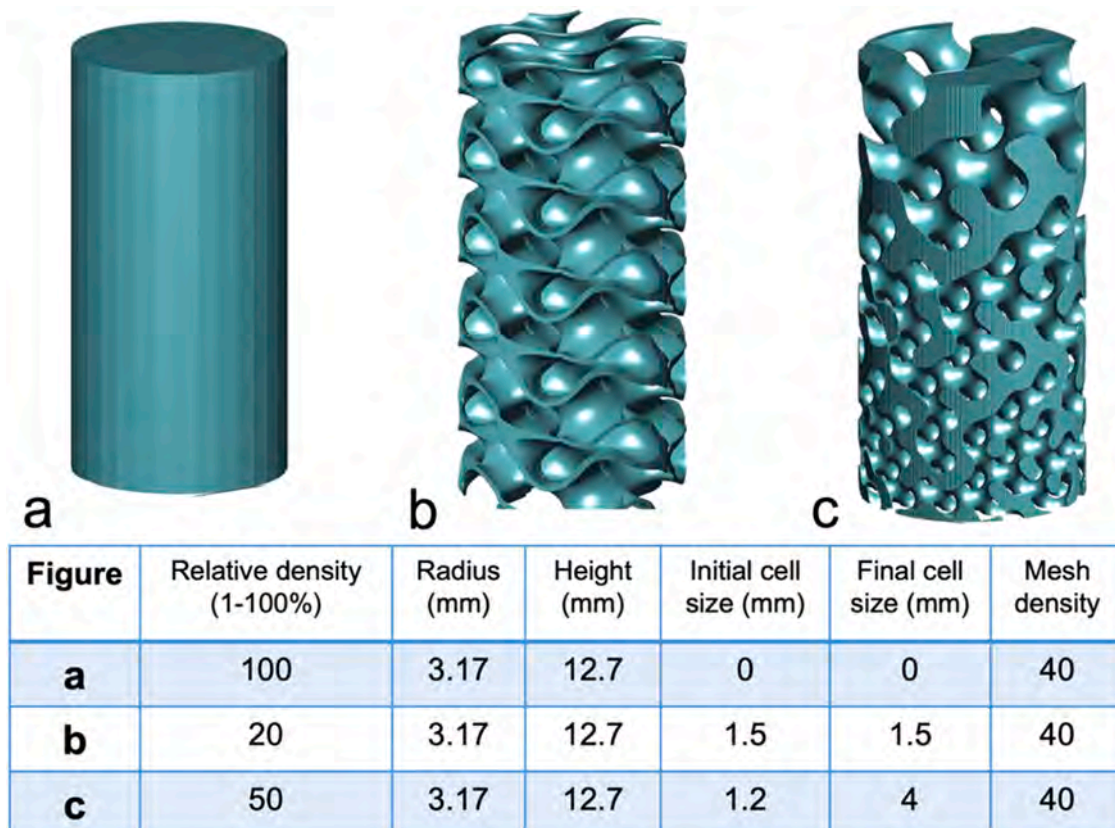 a
b
c
Figure Relative density (1-100%) Radius (mm) Height (mm) Initial cell size (mm) Final cell size (mm) Mesh density
a 100 3.17 12.7 0 0 40
b 20 3.17 12.7 1.5 1.5 40
c 50 3.17 12.7 1.2 4 40